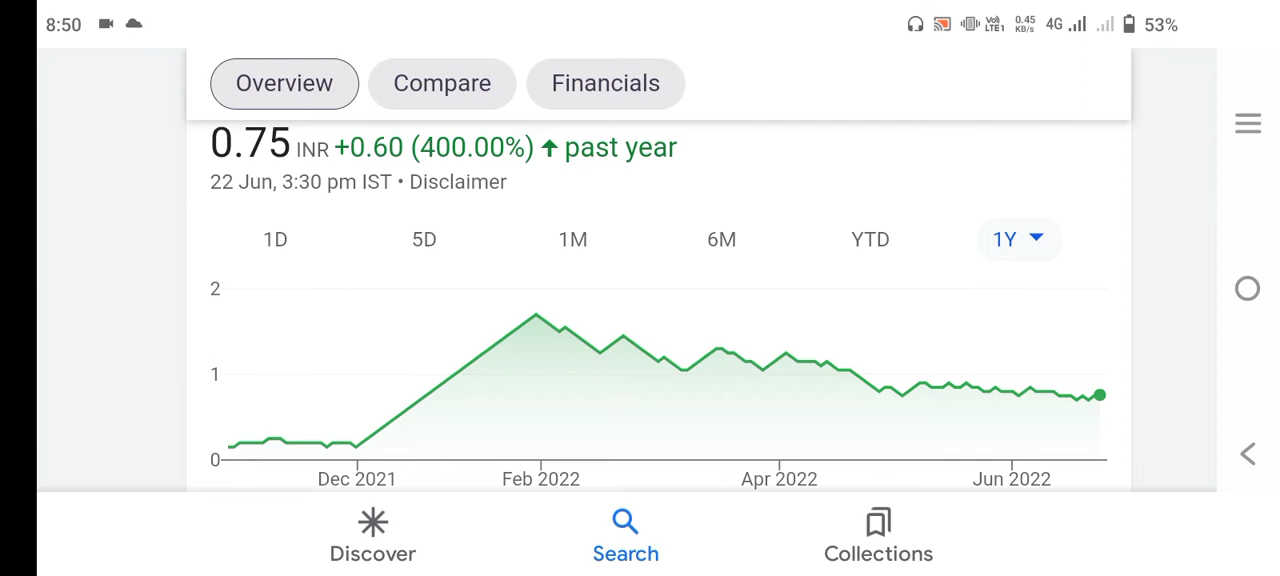 8:50 Vo) LTE1 0.45 KB/s 4G 53%
Overview Compare Financials
0.75 INR +0.60 (400.00%) ↑ past year
22 Jun, 3:30 pm IST • Disclaimer
1D 5D 1M 6M YTD 1Y
2
1
0
Dec 2021 Feb 2022 Apr 2022 Jun 2022
Discover Search Collections